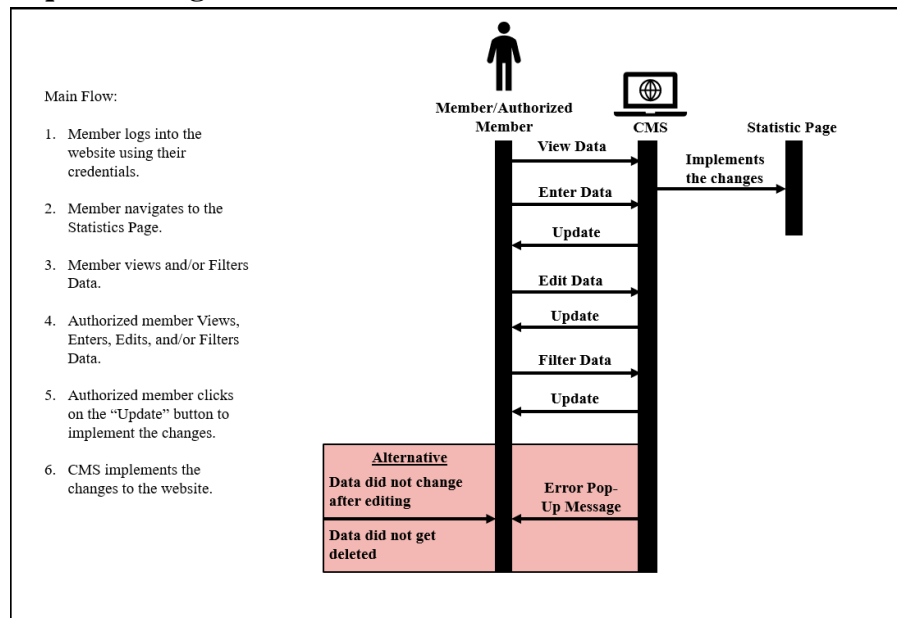 Main Flow:
1. Member logs into the
website using their
credentials.
2. Member navigates to the
Statistics Page.
3. Member views and/or Filters
Data.
4. Authorized member Views,
Enters, Edits, and/or Filters
Data.
5. Authorized member clicks
on the “Update” button to
implement the changes.
6. CMS implements the
changes to the website.
Member/Authorized
Member
CMS
Statistic Page
View Data
Implements
the changes
Enter Data
Update
Edit Data
Update
Filter Data
Update
Alternative
Data did not change
after editing
Error Pop-
Up Message
Data did not get
deleted